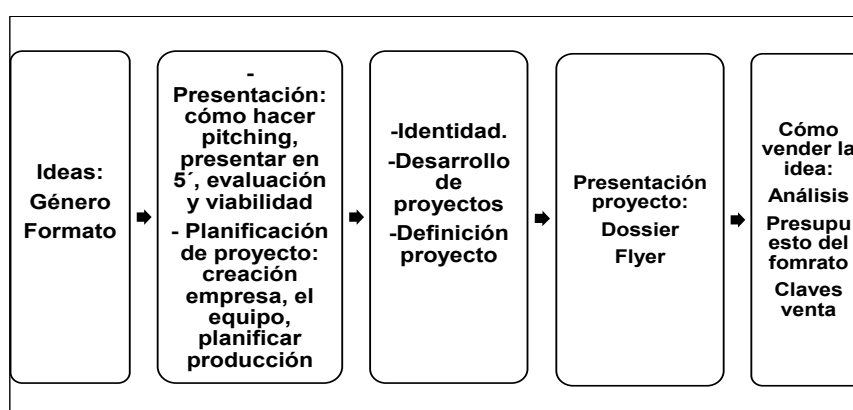 Ideas:
Género
Formato
-
Presentación:
cómo hacer
pitching,
presentar en
5´, evaluación
y viabilidad
- Planificación
de proyecto:
creación
empresa, el
equipo,
planificar
producción
-Identidad.
-Desarrollo
de
proyectos
-Definición
proyecto
Presentación
proyecto:
Dossier
Flyer
Cómo
vender la
idea:
Análisis
Presupu
esto del
fomrato
Claves
venta